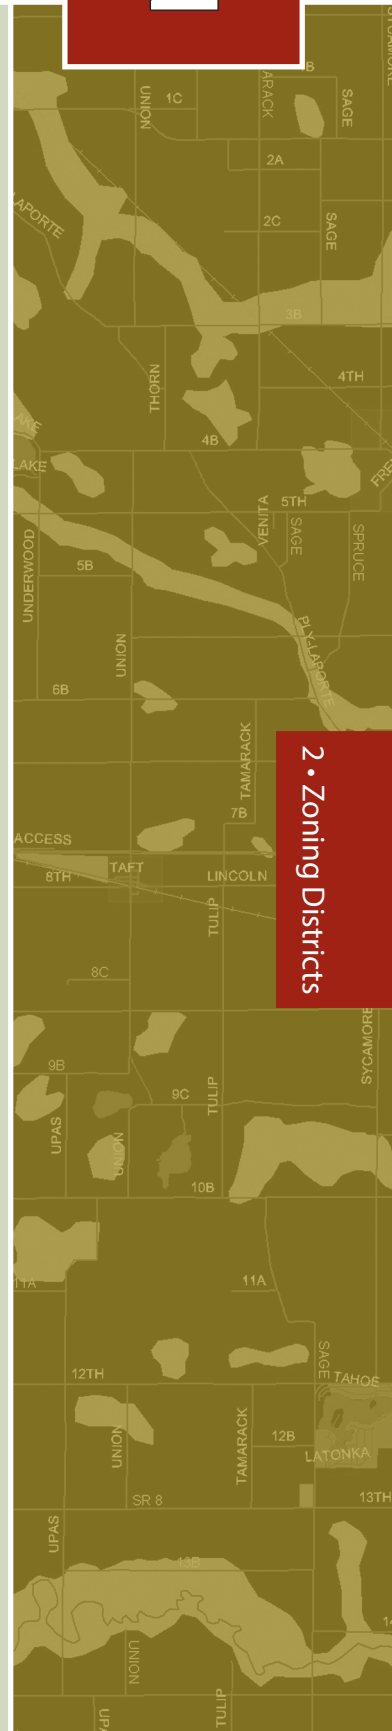 SYCAMORE
1C
UNION
SAGE
2A
LAPORTE
2C
SAGE
3B
THORN
4TH
4B
LAKE
5TH
VENITA
SAGE
SPRUCE
UNDERWOOD
5B
PLY-LAPORTE
UNION
6B
TAMARACK
2 • Zoning Districts
7B
ACCESS
TAFT
8TH
LINCOLN
TULIP
8C
SYCAMORE
9B
9C
TULIP
UPAS
UNION
10B
11A
11A
SAGE
12TH
TAHOE
UNION
TAMARACK
12B
LATONKA
SR 8
13TH
UPAS
13B
UNION
TULIP